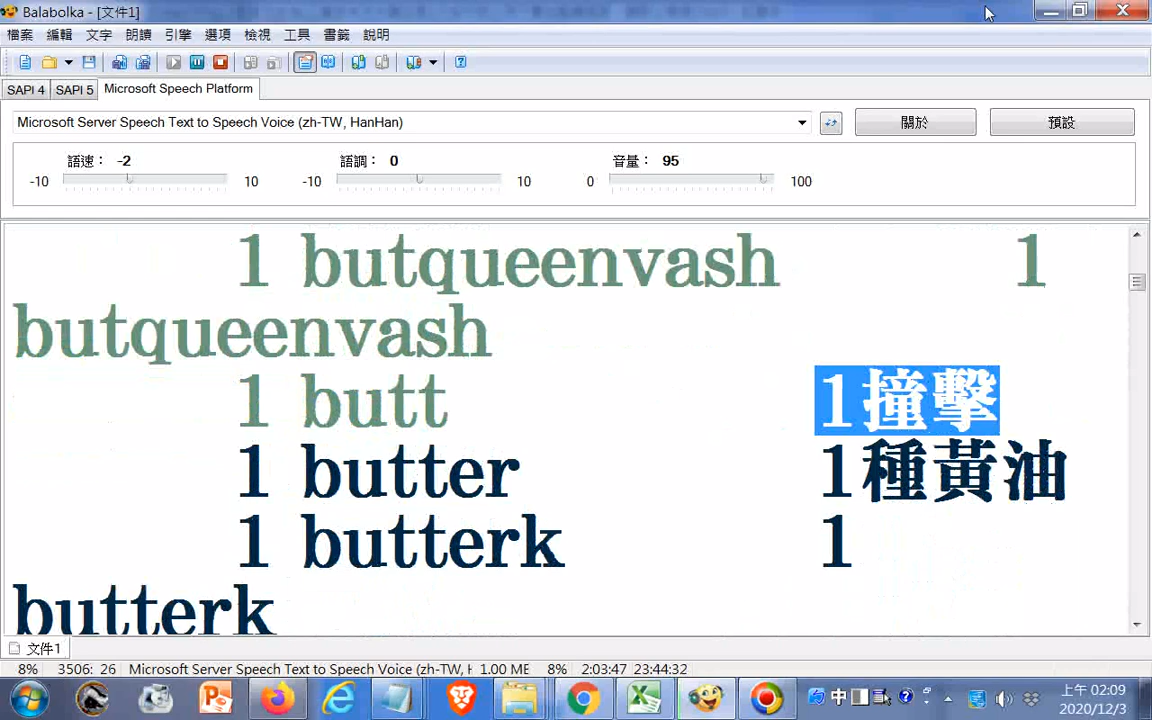 Balabolka - [文件1]
檔案 編輯 文字 朗讀 引擎 選項 檢視 工具 書籤 說明
SAPI 4 SAPI 5 Microsoft Speech Platform
Microsoft Server Speech Text to Speech Voice (zh-TW, HanHan) 關於 預設
語速： -2 語調： 0 音量： 95
-10 10 -10 10 0 100
1 butqueenvash 1
butqueenvash
1 butt 1撞擊
1 butter 1種黃油
1 butterk 1
butterk
文件1
8% 3506: 26 Microsoft Server Speech Text to Speech Voice (zh-TW, H 1.00 ME 8% 2:03:47 23:44:32
中 上午 02:09
2020/12/3